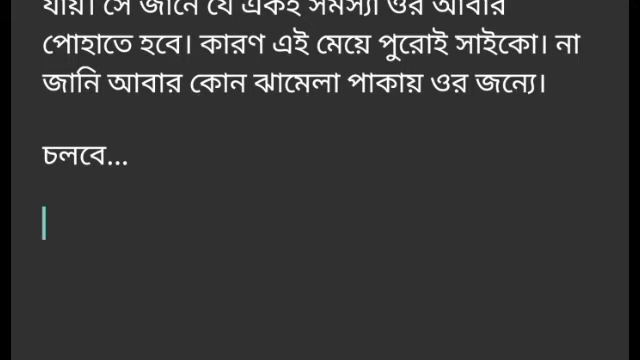 যায়। সে জানে যে একই সমস্যা ওর আবার
পোহাতে হবে। কারণ এই মেয়ে পুরোই সাইকো। না
জানি আবার কোন ঝামেলা পাকায় ওর জন্যে।
চলবে...